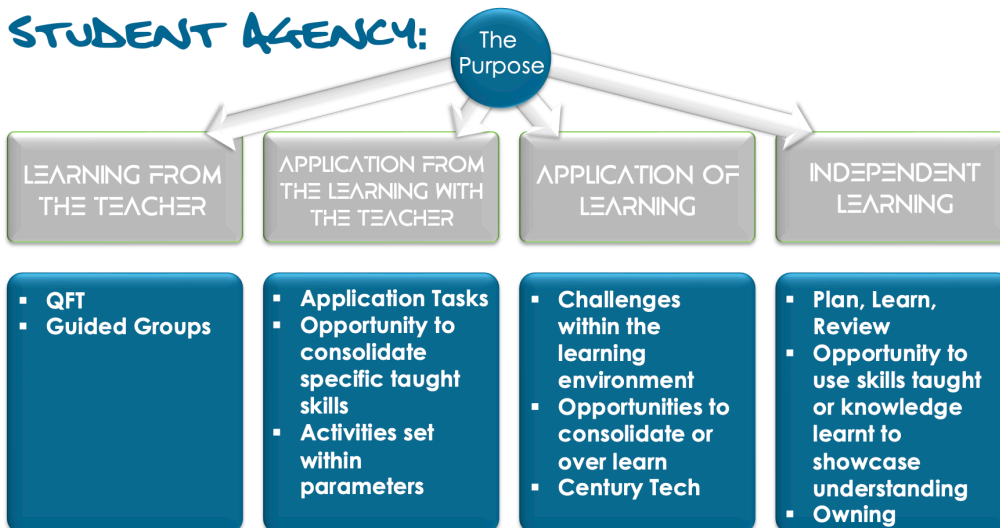 STUDENT AGENCY:
The
Purpose
LEARNING FROM
THE TEACHER
APPLICATION FROM
THE LEARNING WITH
THE TEACHER
APPLICATION OF
LEARNING
INDEPENDENT
LEARNING
▪ QFT
▪ Guided Groups
▪ Application Tasks
▪ Opportunity to
consolidate
specific taught
skills
▪ Activities set
within
parameters
▪ Challenges
within the
learning
environment
▪ Opportunities to
consolidate or
over learn
▪ Century Tech
▪ Plan, Learn,
Review
▪ Opportunity to
use skills taught
or knowledge
learnt to
showcase
understanding
▪ Owning